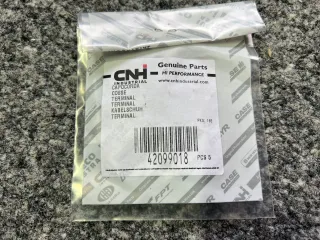 CNH
INDUSTRIAL
Genuine Parts
HI PERFORMANCE
www.cnhindustrial.com
CAPOCORDA
COSSE
TERMINAL
TERMINAL
KABELSCHUH
TERMINAL
42099018
PCS 5